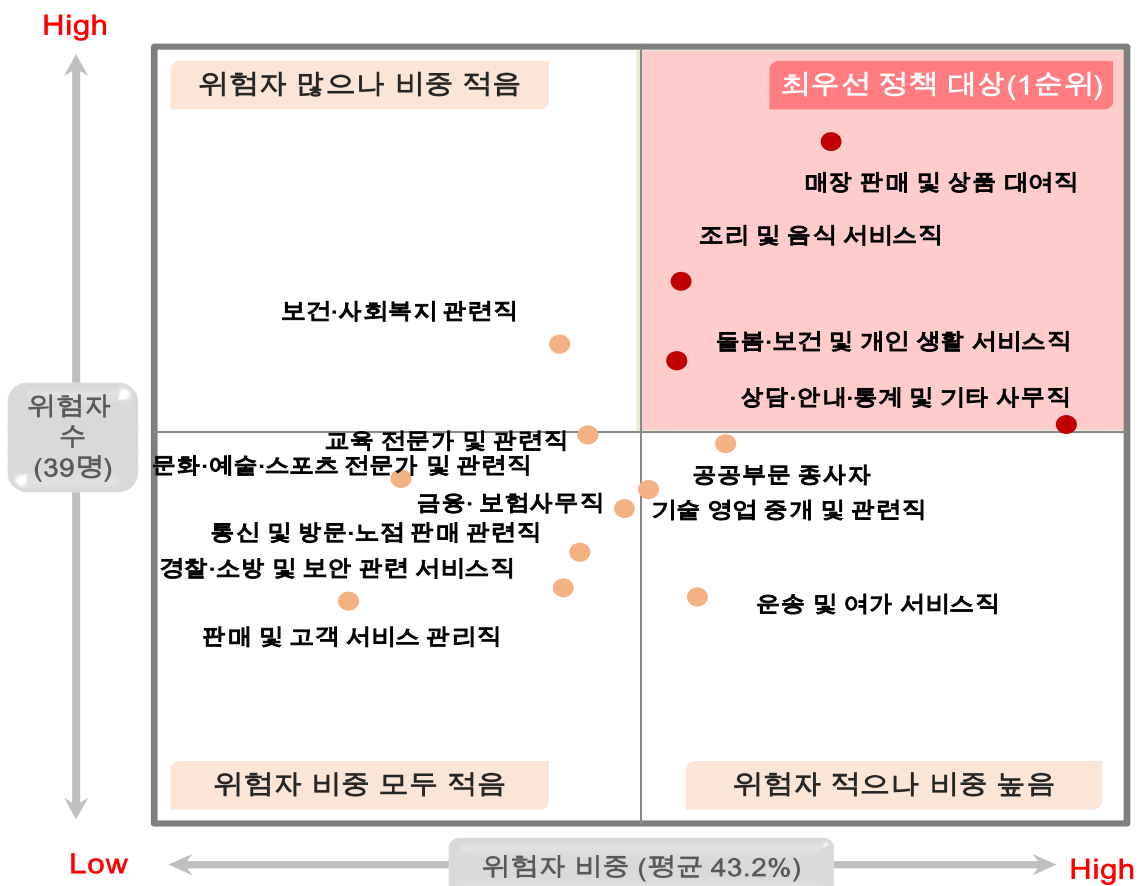 High
위험자 많으나 비중 적음
최우선 정책 대상(1순위)
매장 판매 및 상품 대여직
조리 및 음식 서비스직
보건·사회복지 관련직
돌봄·보건 및 개인 생활 서비스직
상담·안내·통계 및 기타 사무직
위험자
수
(39명)
교육 전문가 및 관련직
문화·예술·스포츠 전문가 및 관련직
공공부문 종사자
금융· 보험사무직
기술 영업 중개 및 관련직
통신 및 방문·노점 판매 관련직
경찰·소방 및 보안 관련 서비스직
운송 및 여가 서비스직
판매 및 고객 서비스 관리직
위험자 비중 모두 적음
위험자 적으나 비중 높음
Low
위험자 비중 (평균 43.2%)
High